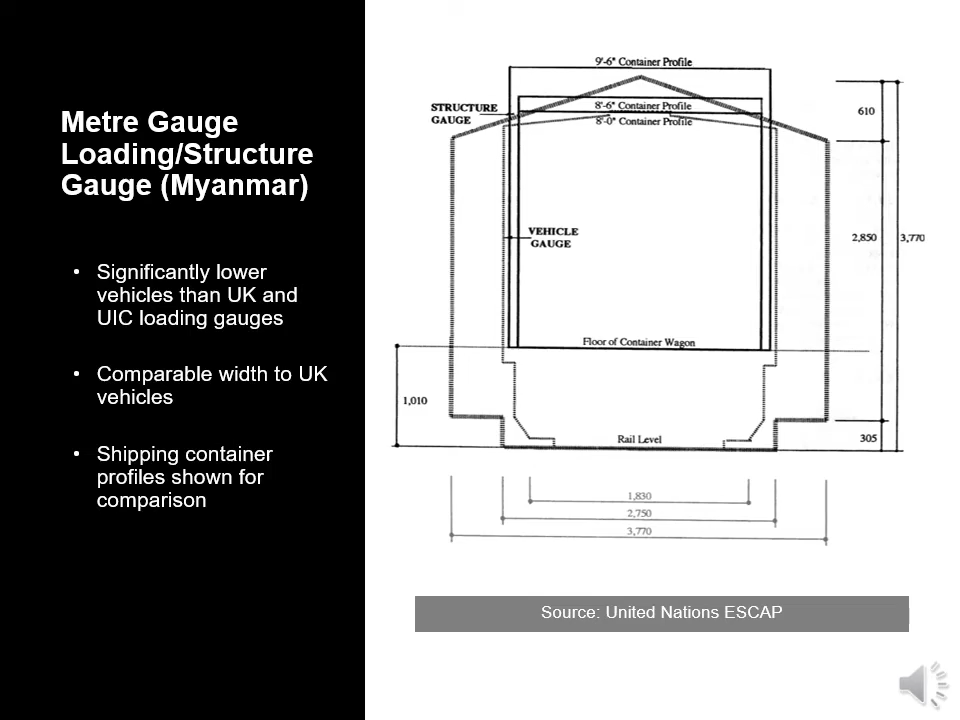 Metre Gauge
Loading/Structure
Gauge (Myanmar)
• Significantly lower
vehicles than UK and
UIC loading gauges
• Comparable width to UK
vehicles
• Shipping container
profiles shown for
comparison
9'-6" Container Profile
STRUCTURE
GAUGE
8'-6" Container Profile
8'-0" Container Profile
610
VEHICLE
GAUGE
2,850
3,770
Floor of Container Wagon
1,010
Rail Level
305
1,830
2,750
3,770
Source: United Nations ESCAP